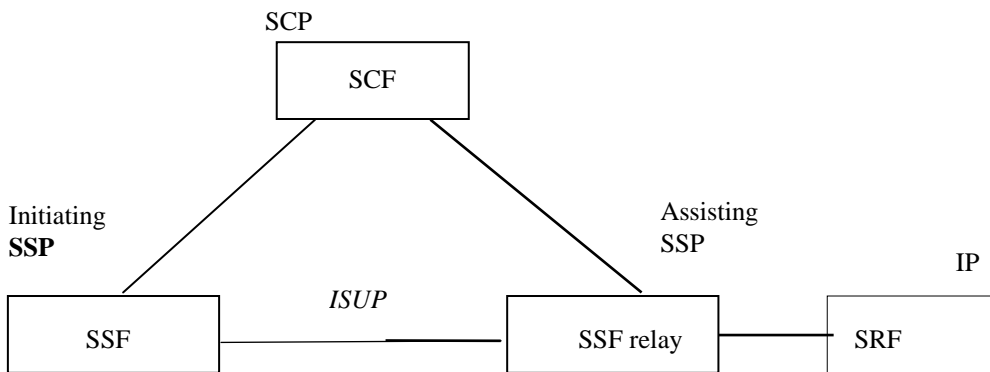 SCP
SCF
Initiating
SSP
Assisting
SSP
IP
ISUP
SSF
SSF relay
SRF